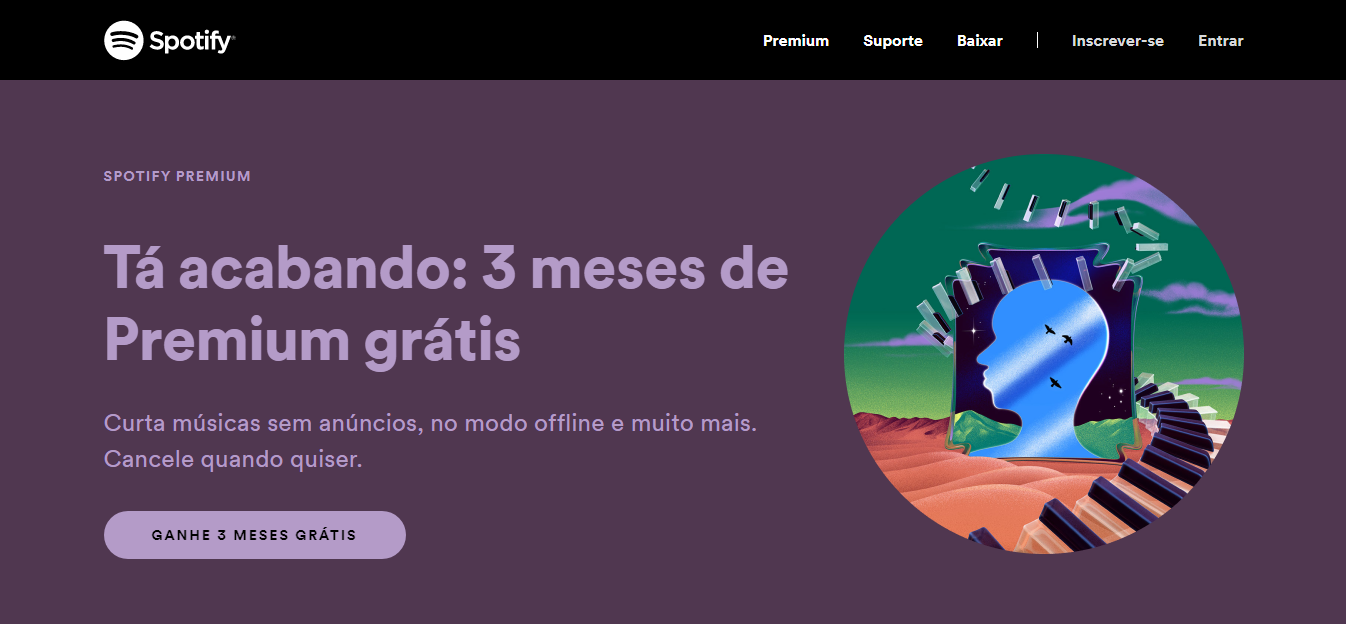 Spotify
Premium Suporte Baixar | Inscrever-se Entrar
SPOTIFY PREMIUM
Tá acabando: 3 meses de
Premium grátis
Curta músicas sem anúncios, no modo offline e muito mais.
Cancele quando quiser.
GANHE 3 MESES GRÁTIS